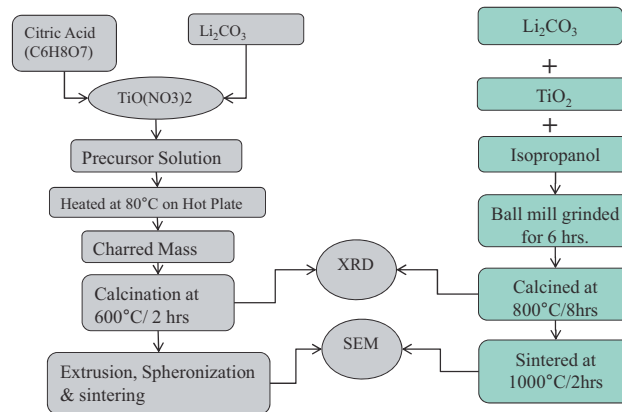 Citric Acid
(C6H8O7)
Li₂CO₃
TiO(NO3)2
Precursor Solution
Heated at 80°C on Hot Plate
Charred Mass
Calcination at
600°C/ 2 hrs
Extrusion, Spheronization
& sintering
XRD
SEM
Li₂CO₃
+
TiO₂
+
Isopropanol
Ball mill grinded
for 6 hrs.
Calcined at
800°C/8hrs
Sintered at
1000°C/2hrs